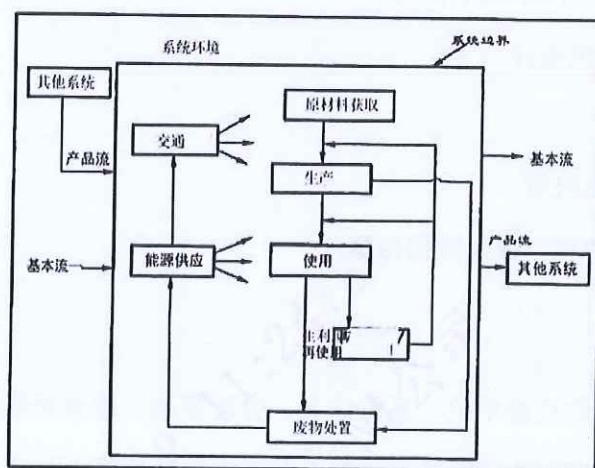 系统环境
系统边界
其他系统
原材料获取
交通
产品流
基本流
生产
产品流
能源供应
使用
基本流
其他系统
再使用
废物处置